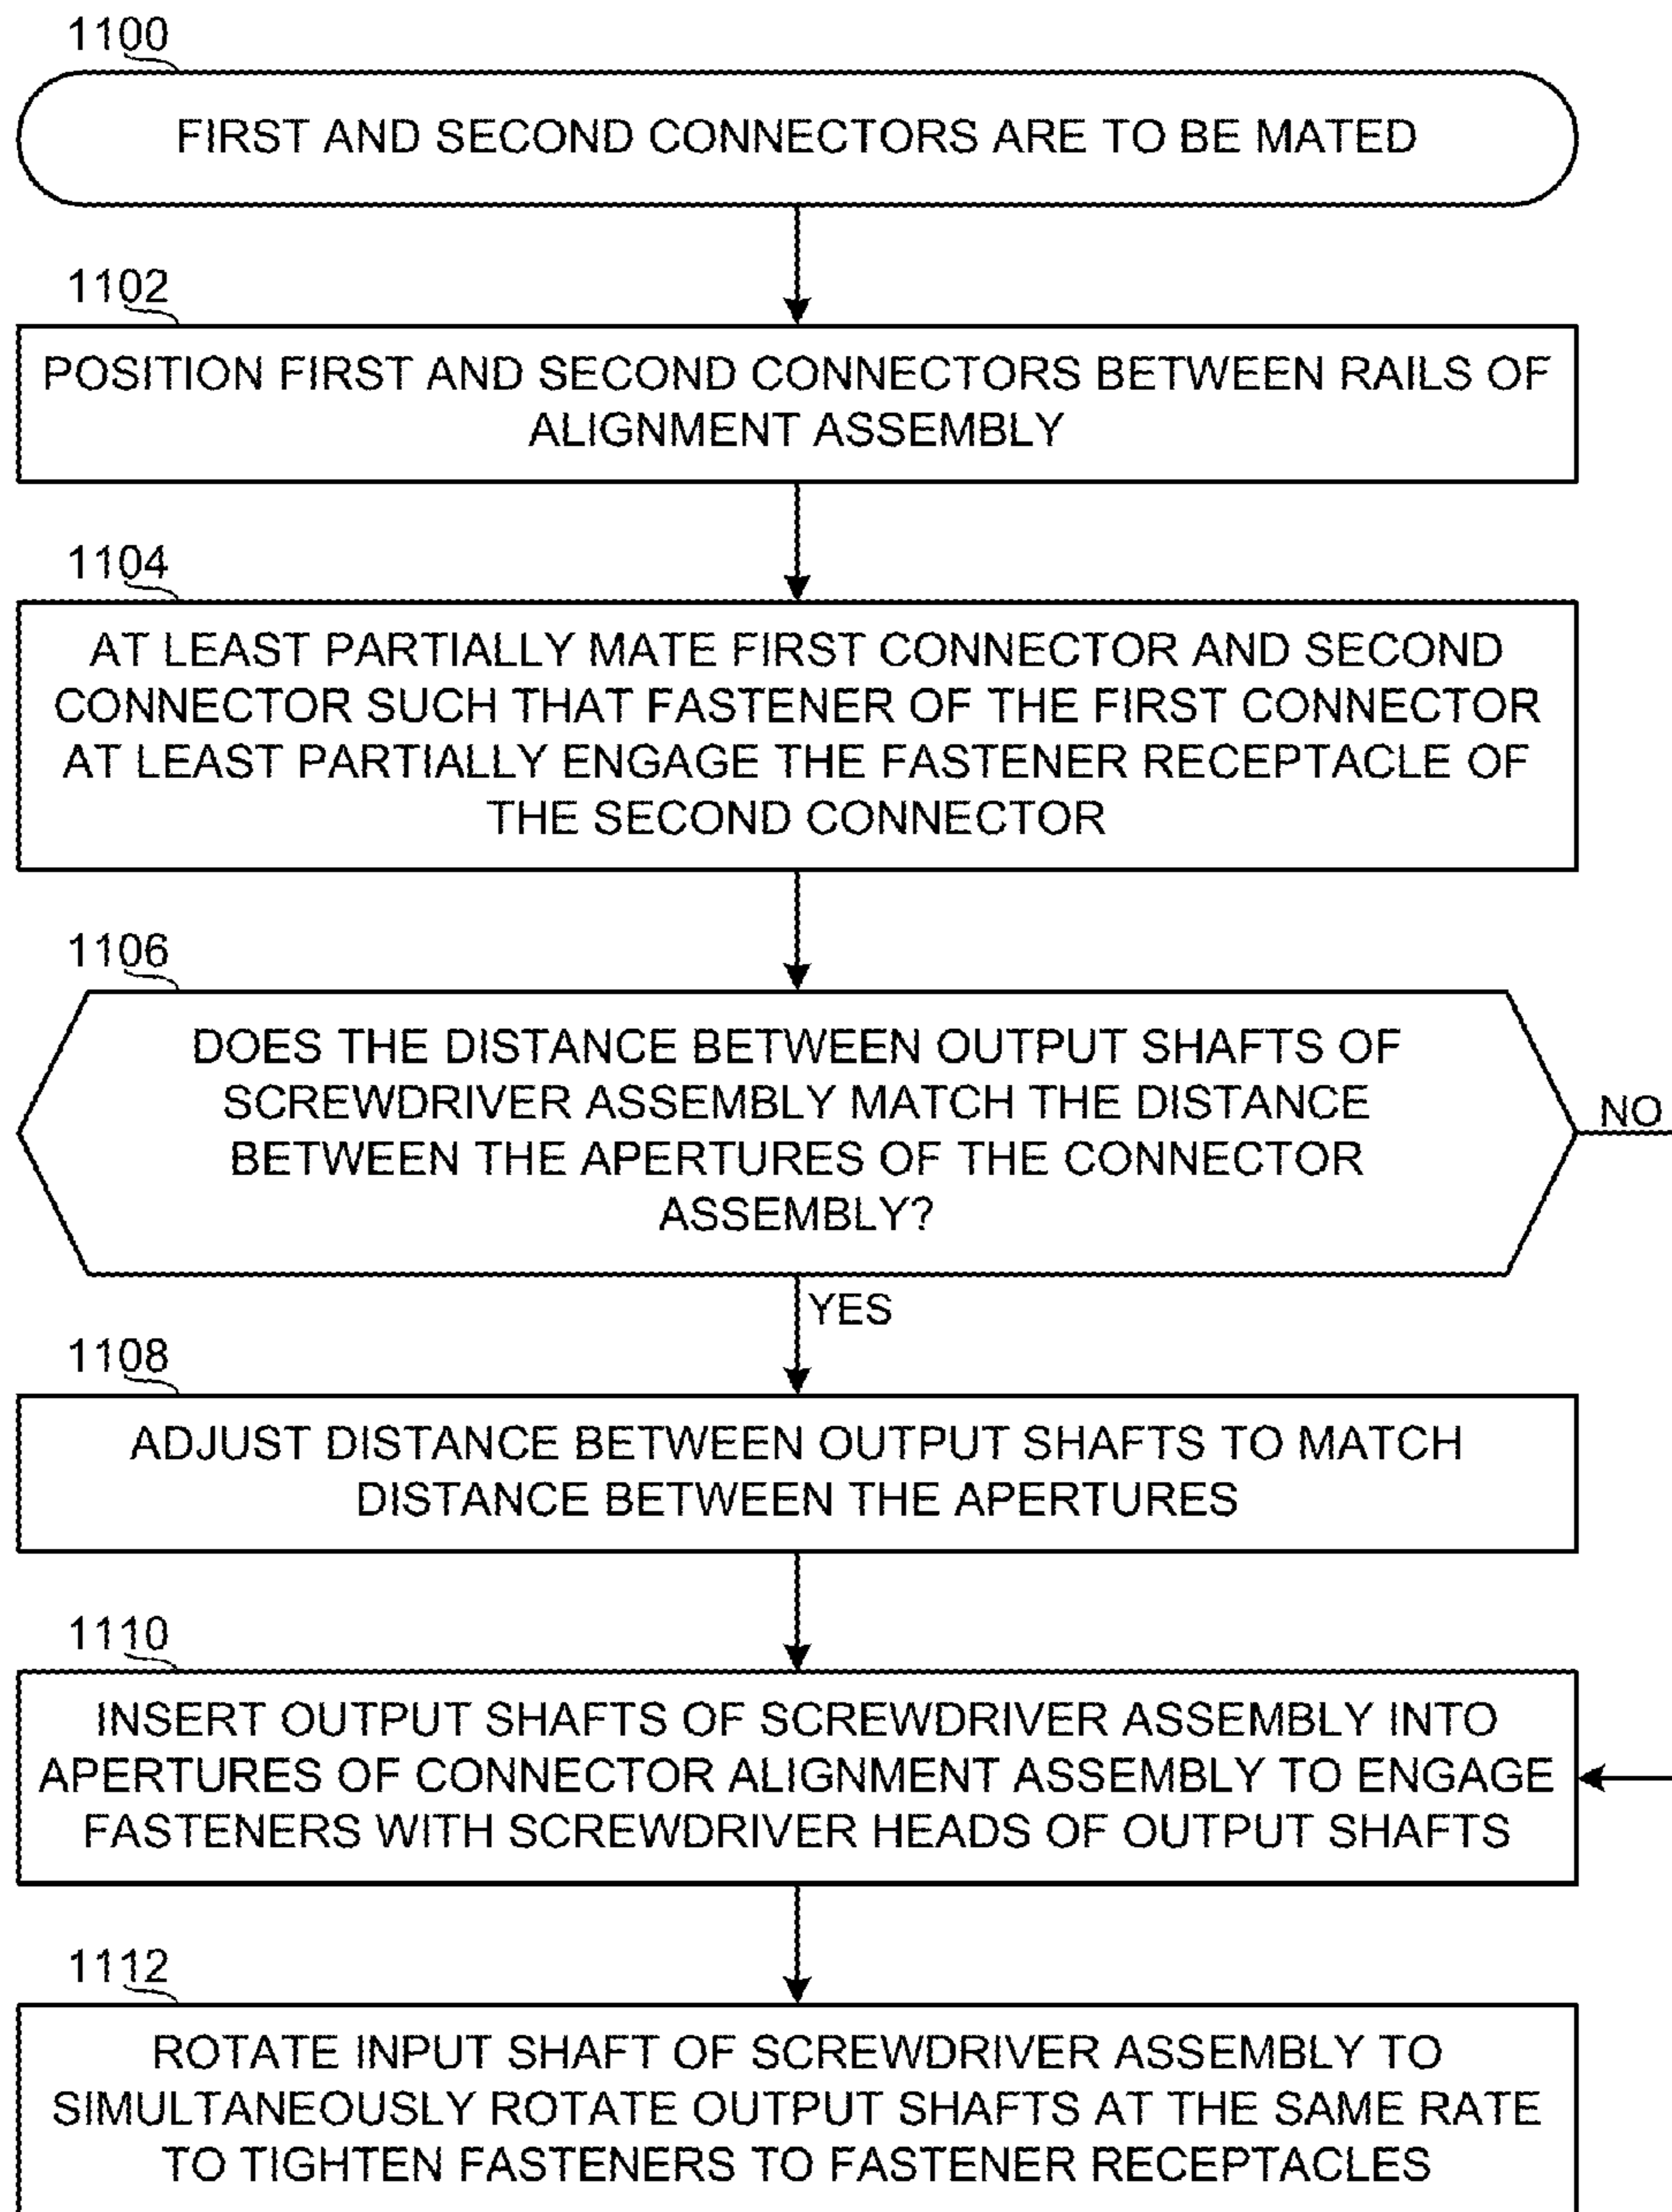 1100
FIRST AND SECOND CONNECTORS ARE TO BE MATED
1102
POSITION FIRST AND SECOND CONNECTORS BETWEEN RAILS OF
ALIGNMENT ASSEMBLY
1104
AT LEAST PARTIALLY MATE FIRST CONNECTOR AND SECOND
CONNECTOR SUCH THAT FASTENER OF THE FIRST CONNECTOR
AT LEAST PARTIALLY ENGAGE THE FASTENER RECEPTACLE OF
THE SECOND CONNECTOR
1106
DOES THE DISTANCE BETWEEN OUTPUT SHAFTS OF
SCREWDRIVER ASSEMBLY MATCH THE DISTANCE
BETWEEN THE APERTURES OF THE CONNECTOR
ASSEMBLY?
NO
YES
1108
ADJUST DISTANCE BETWEEN OUTPUT SHAFTS TO MATCH
DISTANCE BETWEEN THE APERTURES
1110
INSERT OUTPUT SHAFTS OF SCREWDRIVER ASSEMBLY INTO
APERTURES OF CONNECTOR ALIGNMENT ASSEMBLY TO ENGAGE
FASTENERS WITH SCREWDRIVER HEADS OF OUTPUT SHAFTS
1112
ROTATE INPUT SHAFT OF SCREWDRIVER ASSEMBLY TO
SIMULTANEOUSLY ROTATE OUTPUT SHAFTS AT THE SAME RATE
TO TIGHTEN FASTENERS TO FASTENER RECEPTACLES